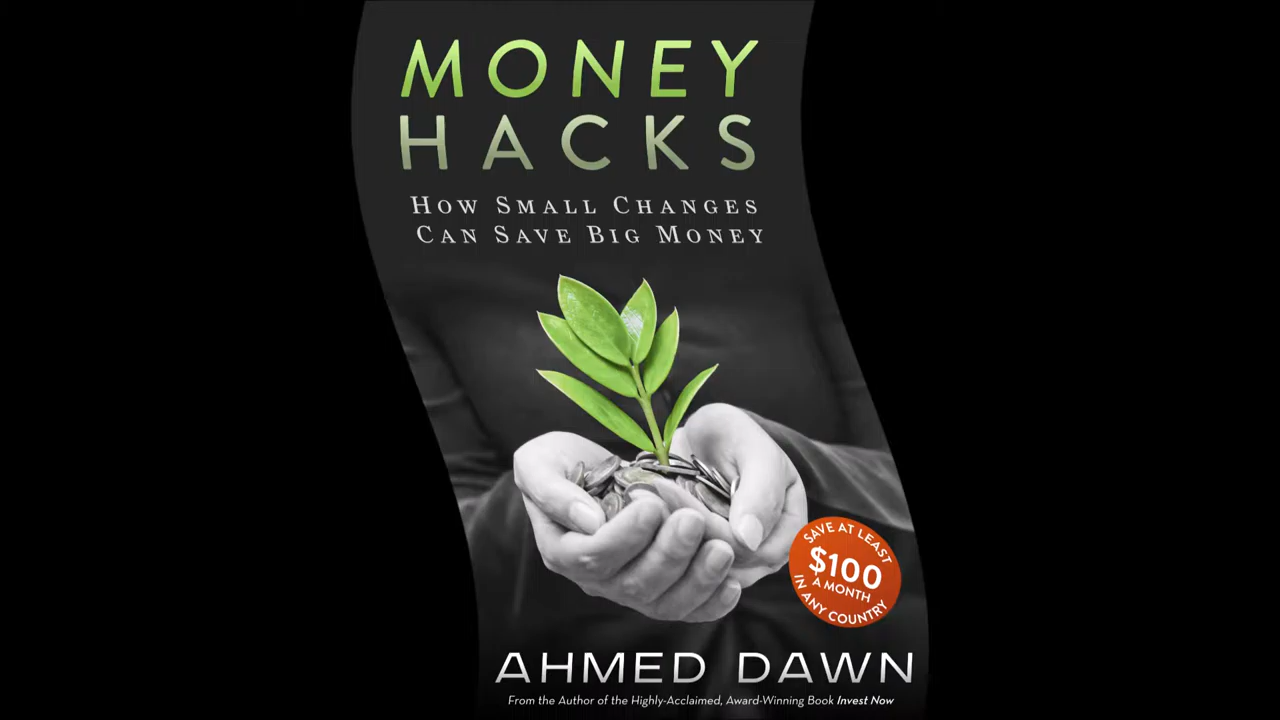 MONEY
HACKS
HOW SMALL CHANGES
CAN SAVE BIG MONEY
SAVE AT LEAST
$100
A MONTH
IN ANY COUNTRY
AHMED DAWN
From the Author of the Highly-Acclaimed, Award-Winning Book Invest Now